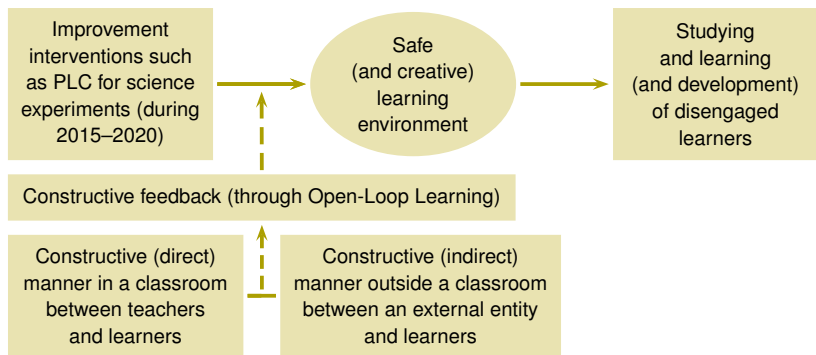 Improvement
interventions such
as PLC for science
experiments (during
2015–2020)
Safe
(and creative)
learning
environment
Studying
and learning
(and development)
of disengaged
learners
Constructive feedback (through Open-Loop Learning)
Constructive (direct)
manner in a classroom
between teachers
and learners
Constructive (indirect)
manner outside a classroom
between an external entity
and learners